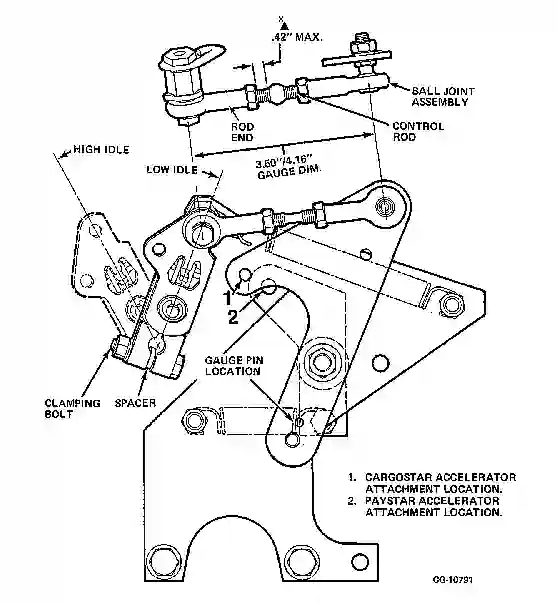 X
.42" MAX.
BALL JOINT
ASSEMBLY
CONTROL
ROD
ROD
END
HIGH IDLE
LOW IDLE
3.60"/4.16"
GAUGE DIM.
1
2
GAUGE PIN
LOCATION
CLAMPING
BOLT
SPACER
1. CARGOSTAR ACCELERATOR
ATTACHMENT LOCATION.
2. PAYSTAR ACCELERATOR
ATTACHMENT LOCATION.
CG-10791